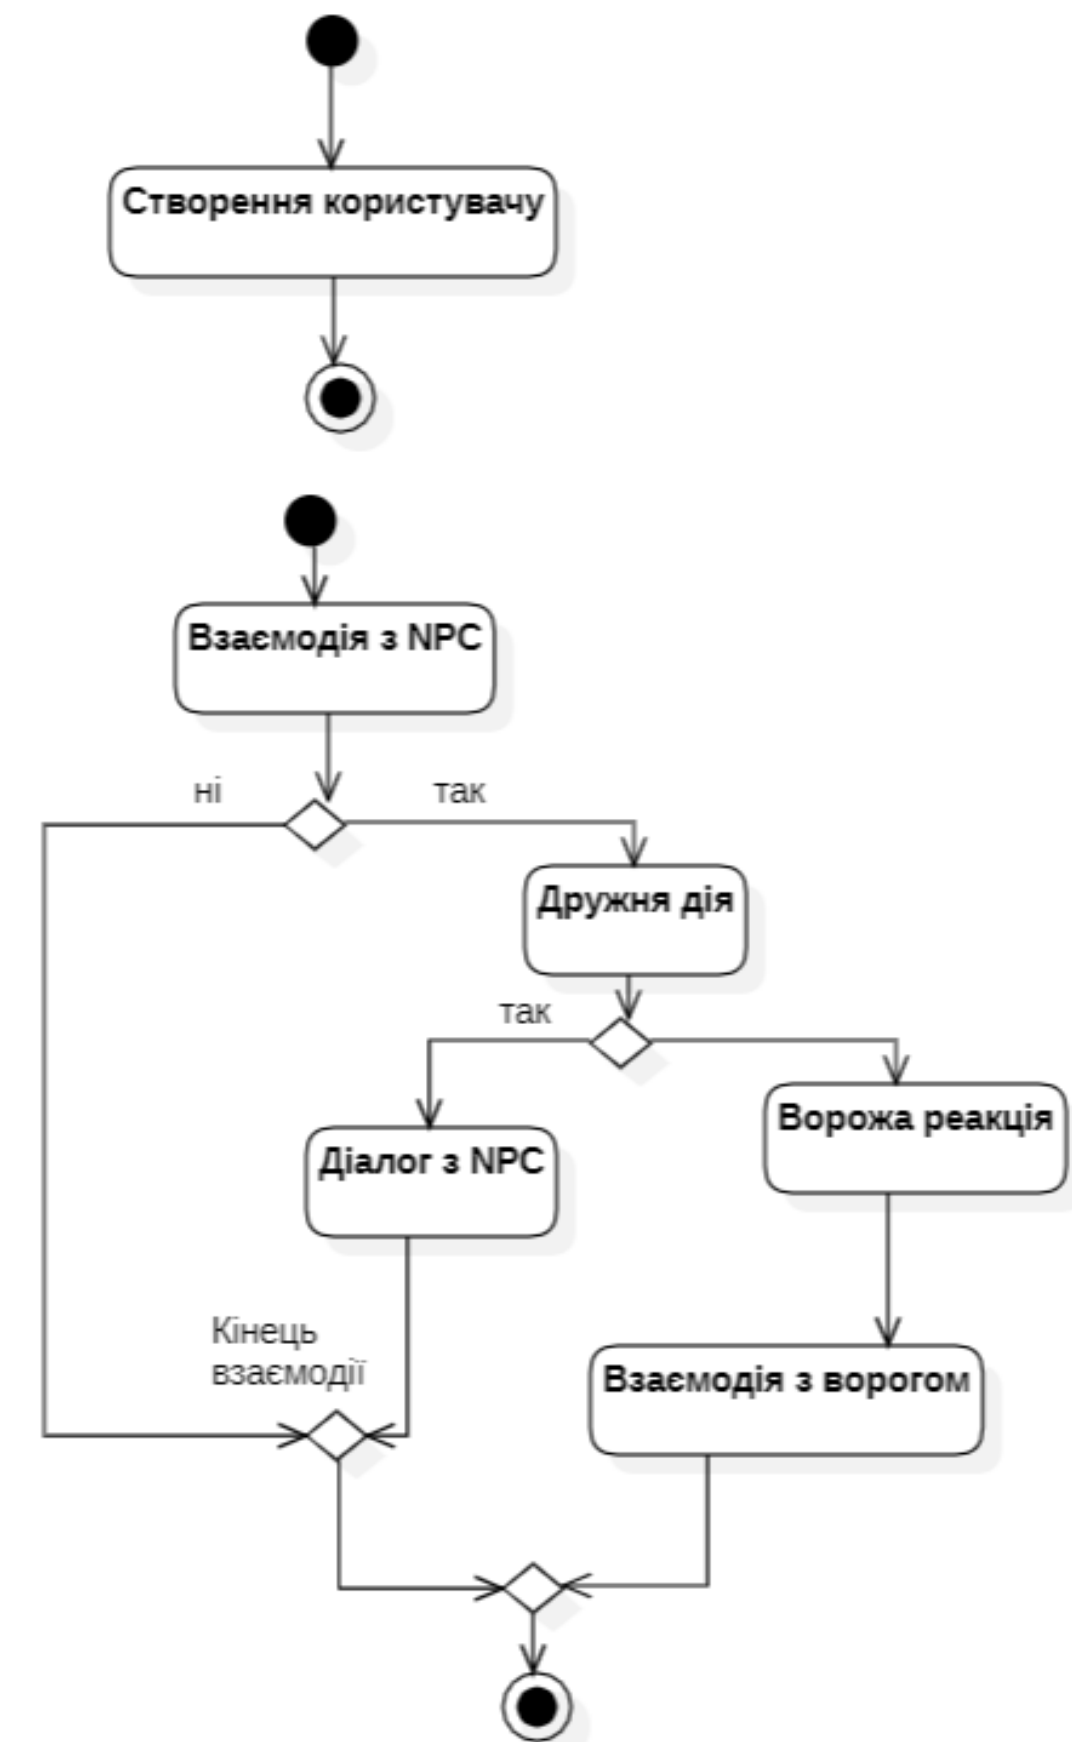 Створення користувачу
Взаємодія з NPC
ні
так
Дружня дія
так
Ворожа реакція
Діалог з NPC
Кінець
взаємодії
Взаємодія з ворогом